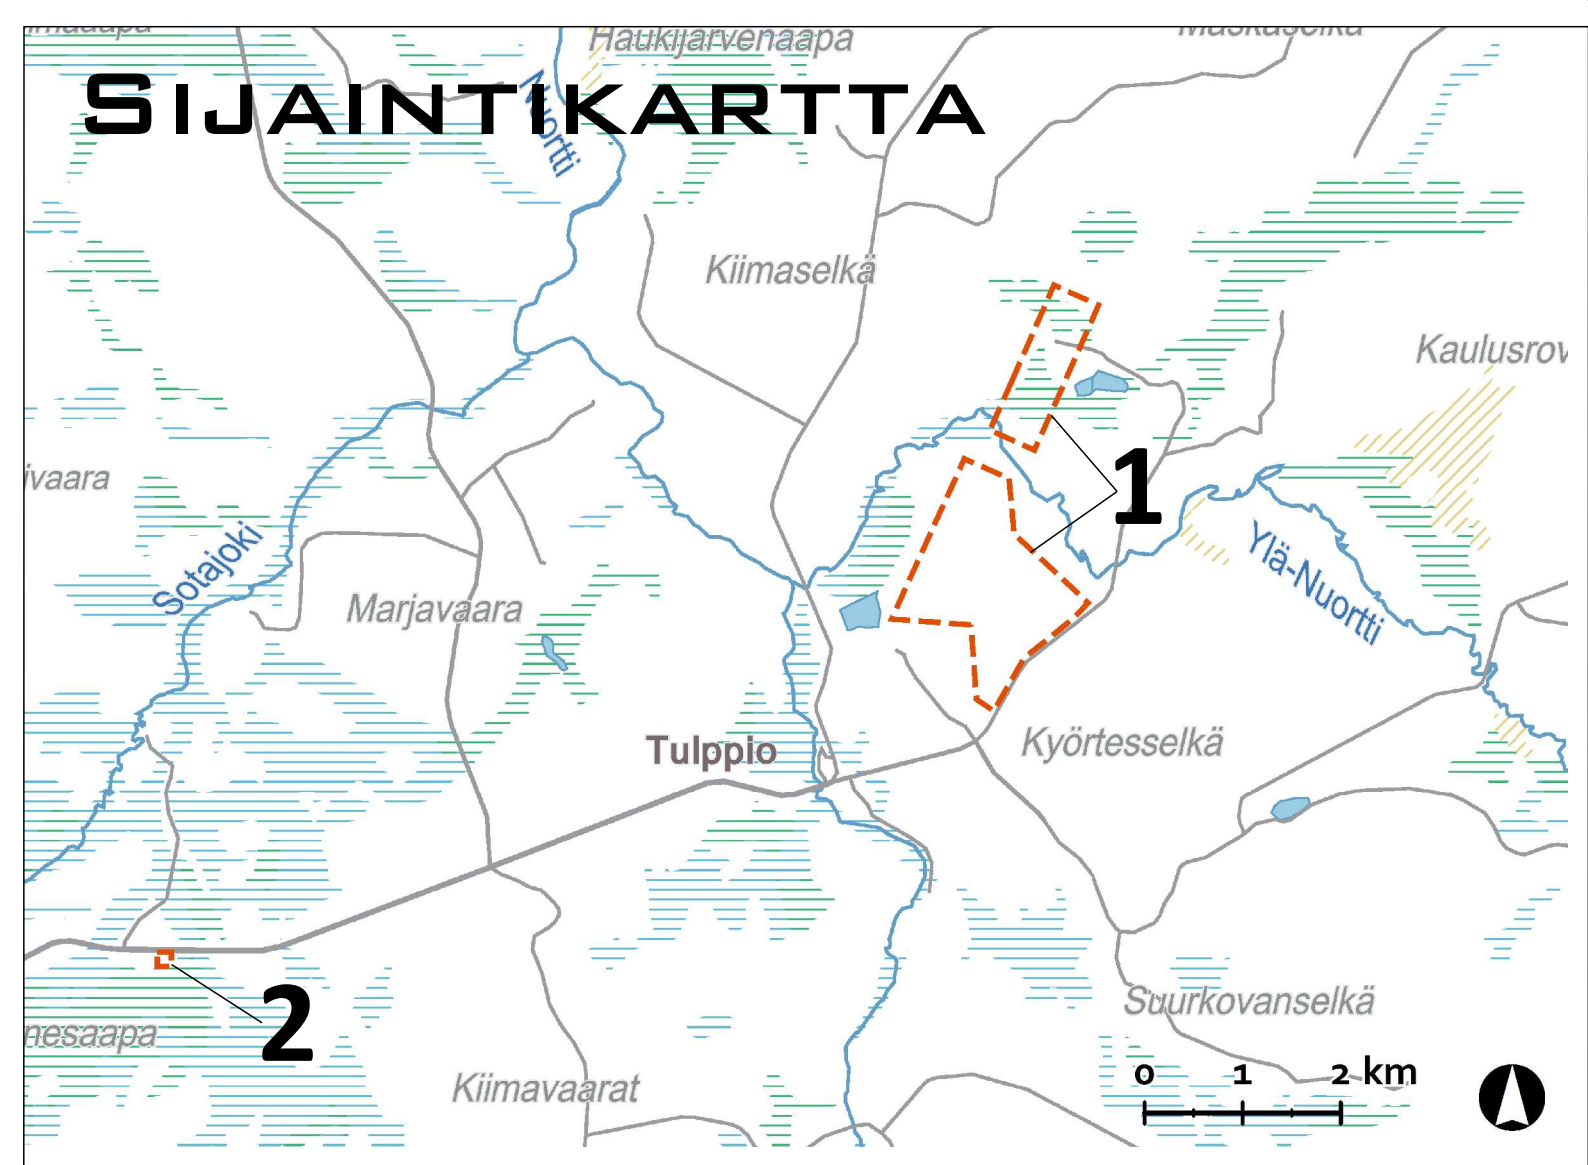 Haukijärvenaapa
Maskaselkä
SIJAINTIKARTTA
Nuortti
Kiimaselkä
Kaulusrov
ivaara
1
Sotajoki
Ylä-Nuortti
Marjavaara
Tulppio
Kyörtesselkä
Suurkovanselkä
2
nesaapa
Kiimavaarat
0 1 2 km